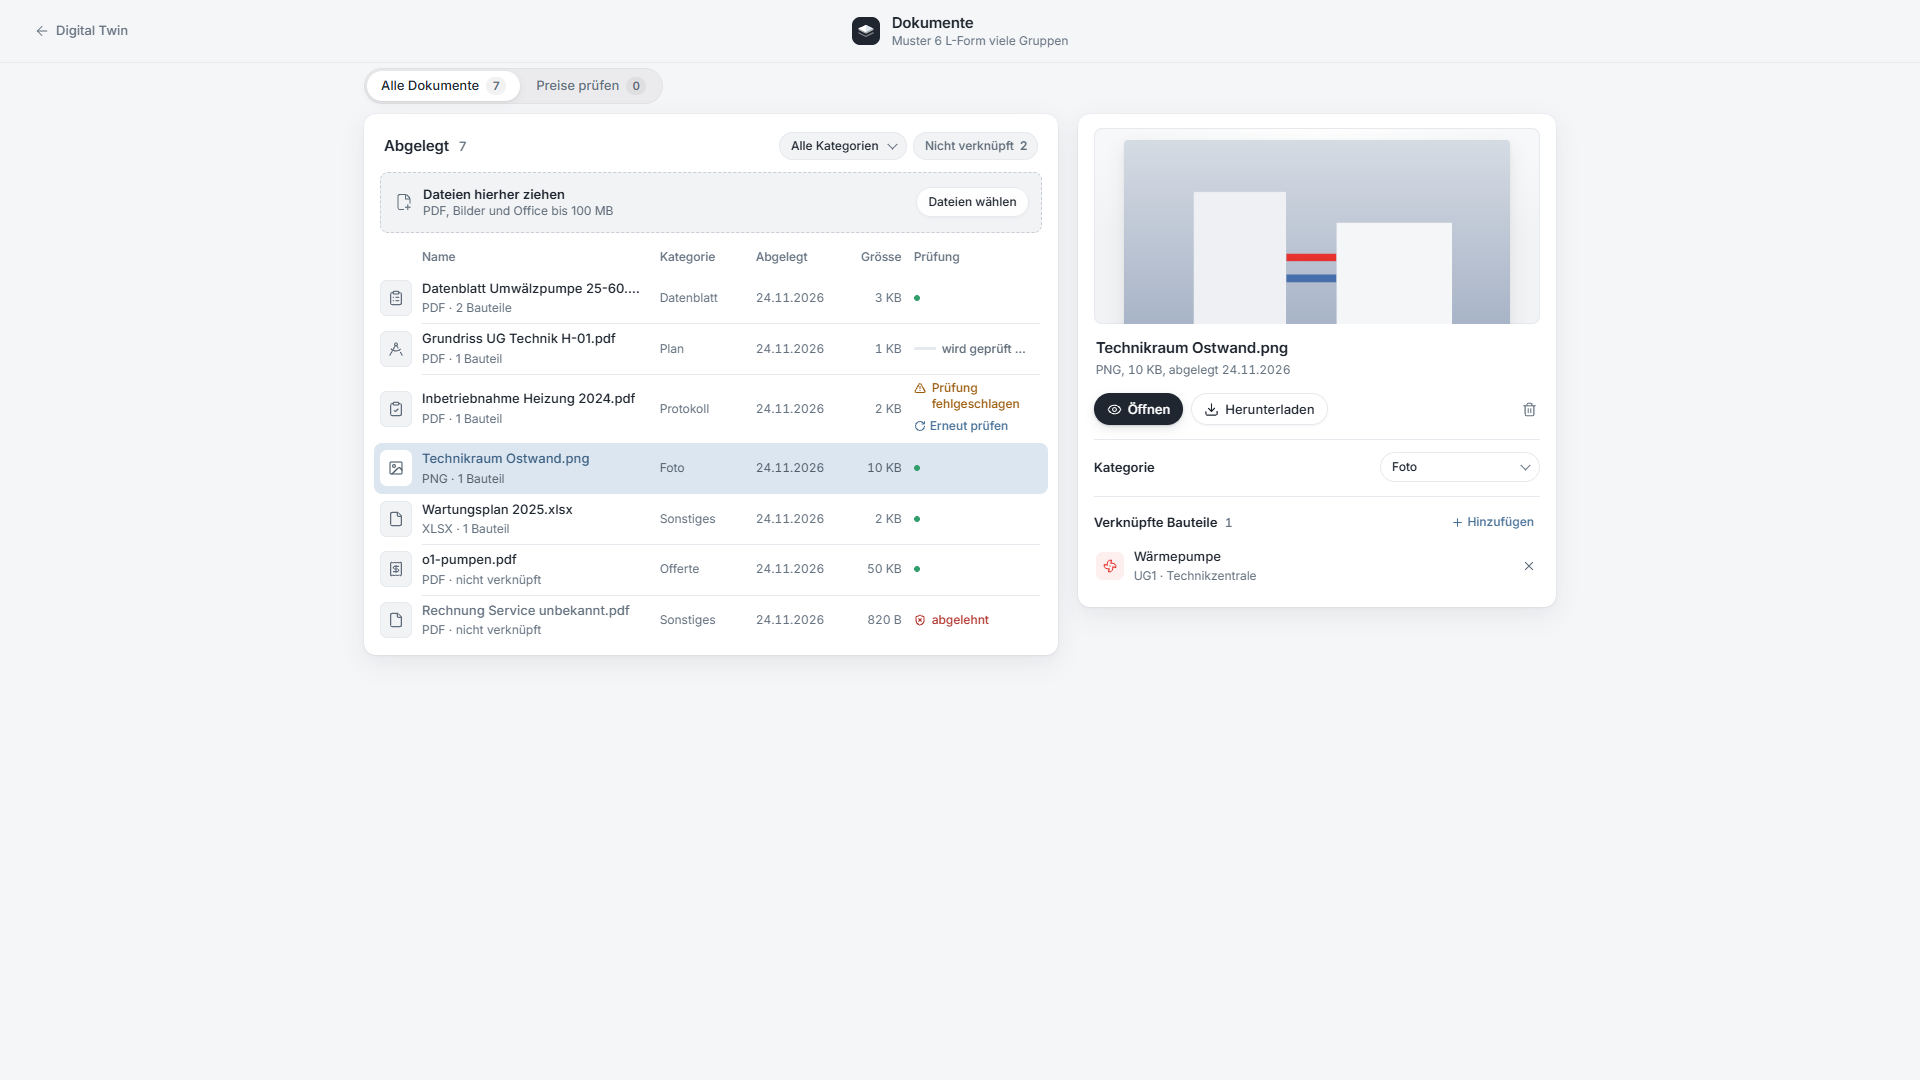 Digital Twin
Dokumente
Muster 6 L-Form viele Gruppen
Alle Dokumente 7
Preise prüfen 0
Abgelegt 7
Alle Kategorien
Nicht verknüpft 2
Dateien hierher ziehen
PDF, Bilder und Office bis 100 MB
Dateien wählen
Name Kategorie Abgelegt Grösse Prüfung
Datenblatt Umwälzpumpe 25-60....
PDF · 2 Bauteile
Datenblatt 24.11.2026 3 KB
Grundriss UG Technik H-01.pdf
PDF · 1 Bauteil
Plan 24.11.2026 1 KB wird geprüft ...
Inbetriebnahme Heizung 2024.pdf
PDF · 1 Bauteil
Protokoll 24.11.2026 2 KB
Prüfung
fehlgeschlagen
Erneut prüfen
Technikraum Ostwand.png
PNG · 1 Bauteil
Foto 24.11.2026 10 KB
Wartungsplan 2025.xlsx
XLSX · 1 Bauteil
Sonstiges 24.11.2026 2 KB
o1-pumpen.pdf
PDF · nicht verknüpft
Offerte 24.11.2026 50 KB
Rechnung Service unbekannt.pdf
PDF · nicht verknüpft
Sonstiges 24.11.2026 820 B abgelehnt
Technikraum Ostwand.png
PNG, 10 KB, abgelegt 24.11.2026
Öffnen
Herunterladen
Kategorie
Foto
Verknüpfte Bauteile 1
Hinzufügen
Wärmepumpe
UG1 · Technikzentrale